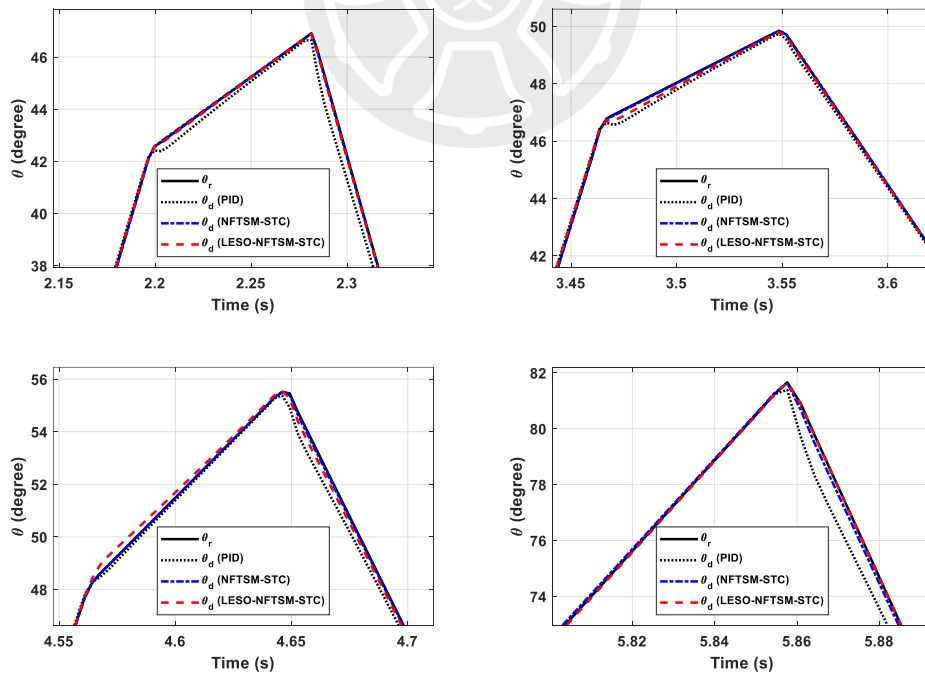 46
44
42
40
38
θ (degree)
θr
θd (PID)
θd (NFTSM-STC)
θd (LESO-NFTSM-STC)
2.15 2.2 2.25 2.3
Time (s)
50
48
46
44
42
θ (degree)
θr
θd (PID)
θd (NFTSM-STC)
θd (LESO-NFTSM-STC)
3.45 3.5 3.55 3.6
Time (s)
56
54
52
50
48
θ (degree)
θr
θd (PID)
θd (NFTSM-STC)
θd (LESO-NFTSM-STC)
4.55 4.6 4.65 4.7
Time (s)
82
80
78
76
74
θ (degree)
θr
θd (PID)
θd (NFTSM-STC)
θd (LESO-NFTSM-STC)
5.82 5.84 5.86 5.88
Time (s)